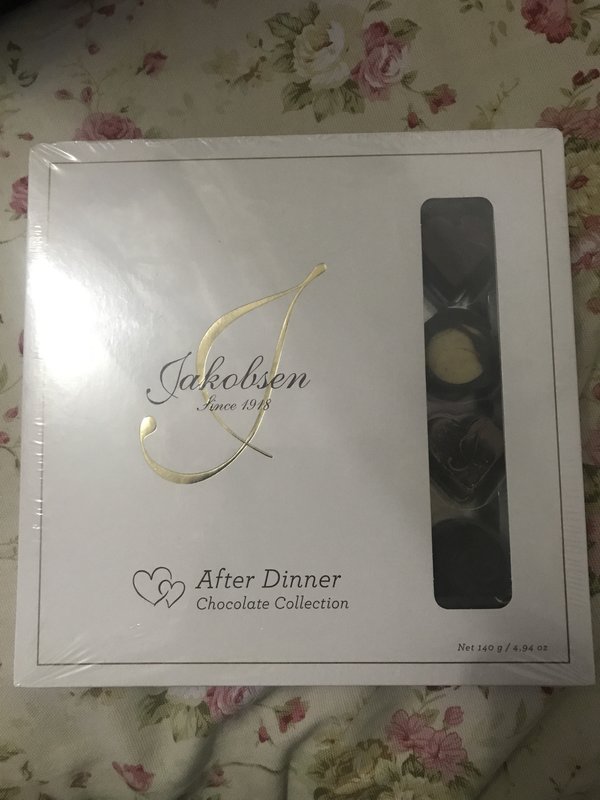 Jakobsen
Since 1918
After Dinner
Chocolate Collection
Net 140 g / 4,94 oz